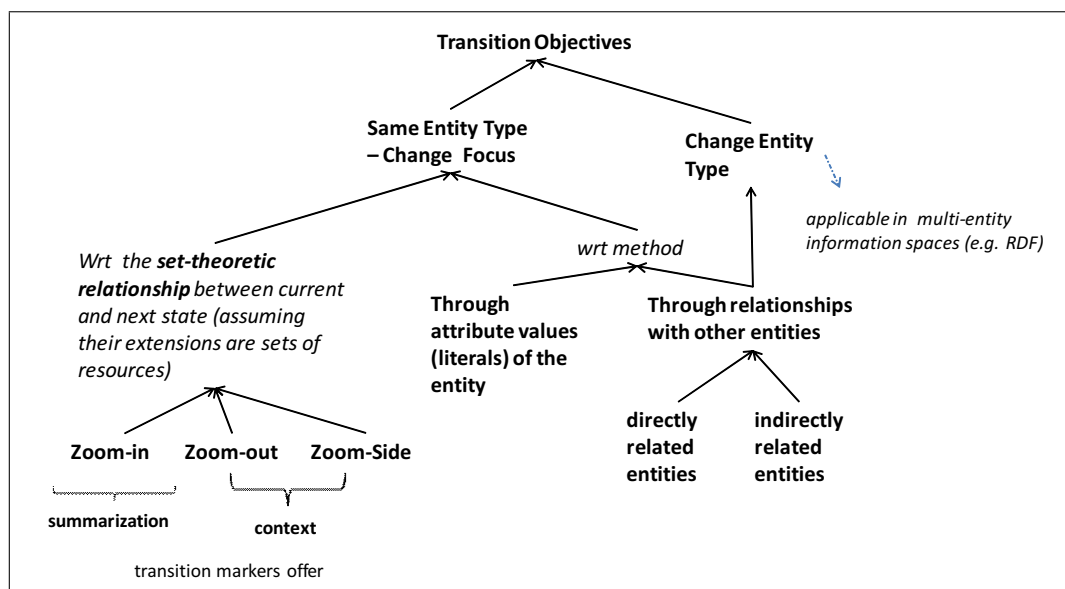 Transition Objectives
Same Entity Type
– Change Focus
Change Entity
Type
applicable in multi-entity
information spaces (e.g. RDF)
Wrt the set-theoretic
relationship between current
and next state (assuming
their extensions are sets of
resources)
wrt method
Through
attribute values
(literals) of the
entity
Through relationships
with other entities
directly
related
entities
indirectly
related
entities
Zoom-in
Zoom-out
Zoom-Side
summarization
context
transition markers offer